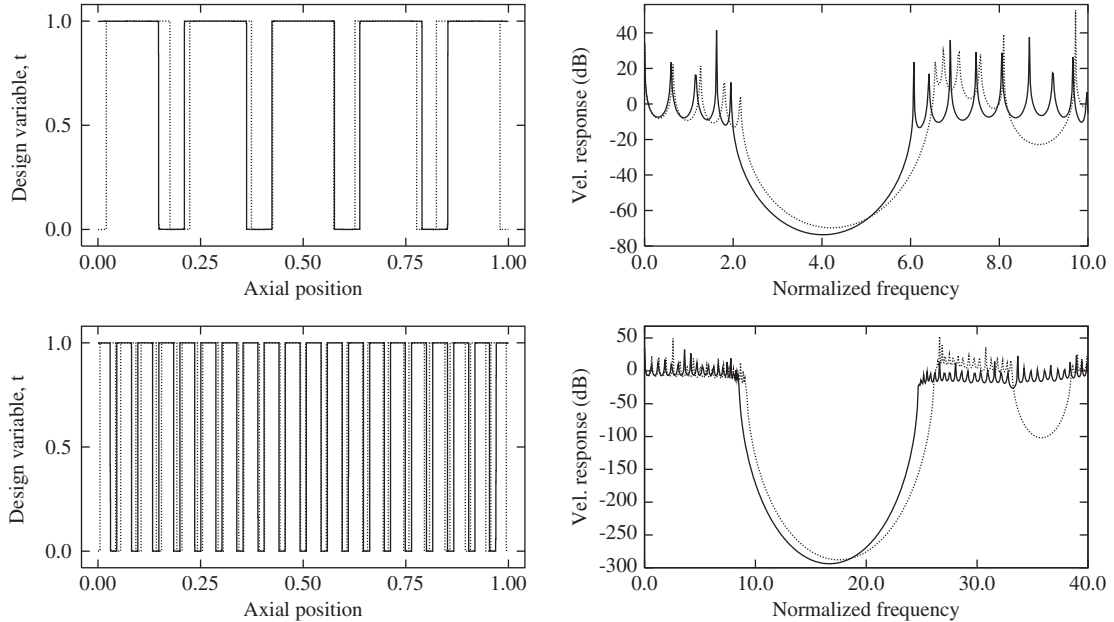 Design variable, t
1.0
0.5
0.0
0.00 0.25 0.50 0.75 1.00
Axial position
Vel. response (dB)
40
20
0
-20
-40
-60
-80
0.0 2.0 4.0 6.0 8.0 10.0
Normalized frequency
Design variable, t
1.0
0.5
0.0
0.00 0.25 0.50 0.75 1.00
Axial position
Vel. response (dB)
50
0
-50
-100
-150
-200
-250
-300
0.0 10.0 20.0 30.0 40.0
Normalized frequency